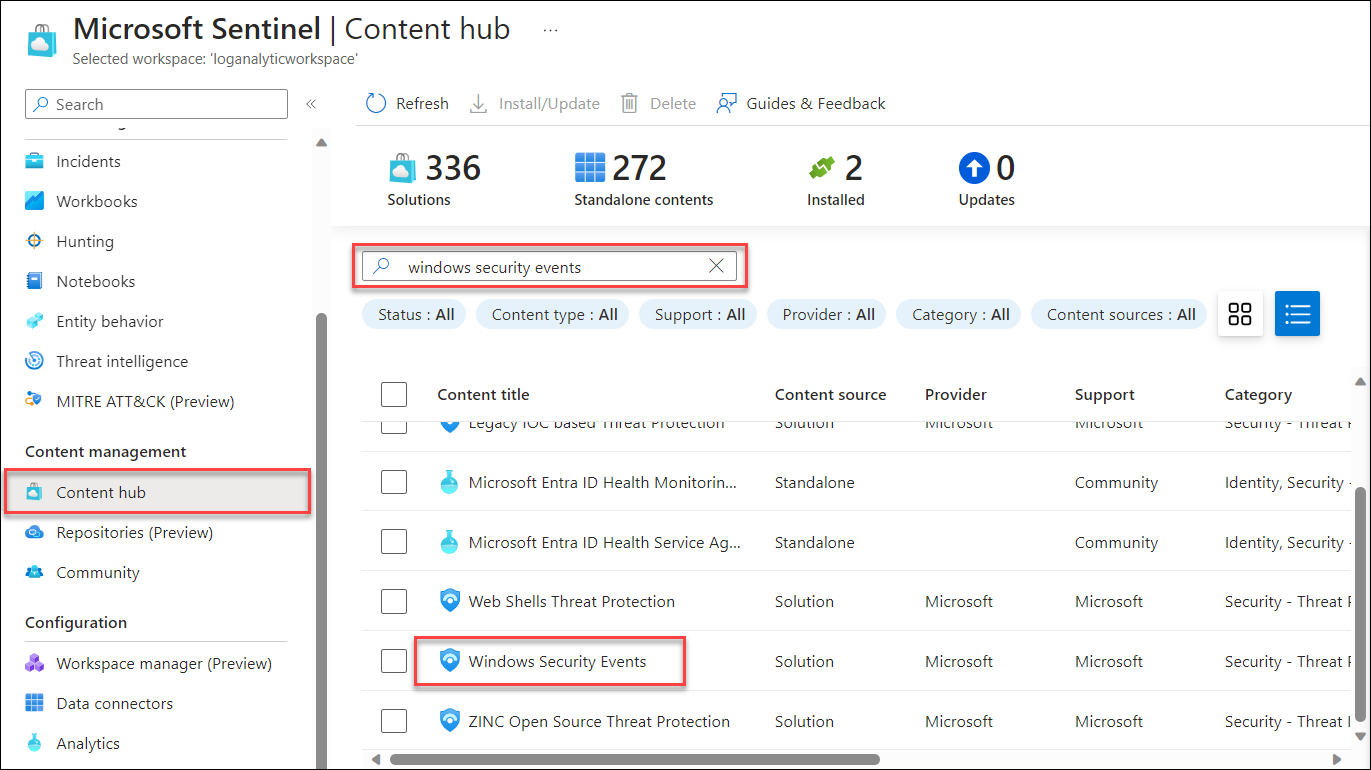 Microsoft Sentinel | Content hub ...
Selected workspace: 'loganalyticworkspace'
Search «
Refresh Install/Update Delete Guides & Feedback
336 Solutions
272 Standalone contents
2 Installed
0 Updates
Incidents
Workbooks
Hunting
Notebooks
Entity behavior
Threat intelligence
MITRE ATT&CK (Preview)
Content management
Content hub
Repositories (Preview)
Community
Configuration
Workspace manager (Preview)
Data connectors
Analytics
windows security events
Status : All Content type : All Support : All Provider : All Category : All Content sources : All
Content title Content source Provider Support Category
Legacy IOC based Threat Protection Solution Microsoft Microsoft Security - Threat
Microsoft Entra ID Health Monitorin... Standalone Community Identity, Security -
Microsoft Entra ID Health Service Ag... Standalone Community Identity, Security -
Web Shells Threat Protection Solution Microsoft Microsoft Security - Threat
Windows Security Events Solution Microsoft Microsoft Security - Threat
ZINC Open Source Threat Protection Solution Microsoft Microsoft Security - Threat